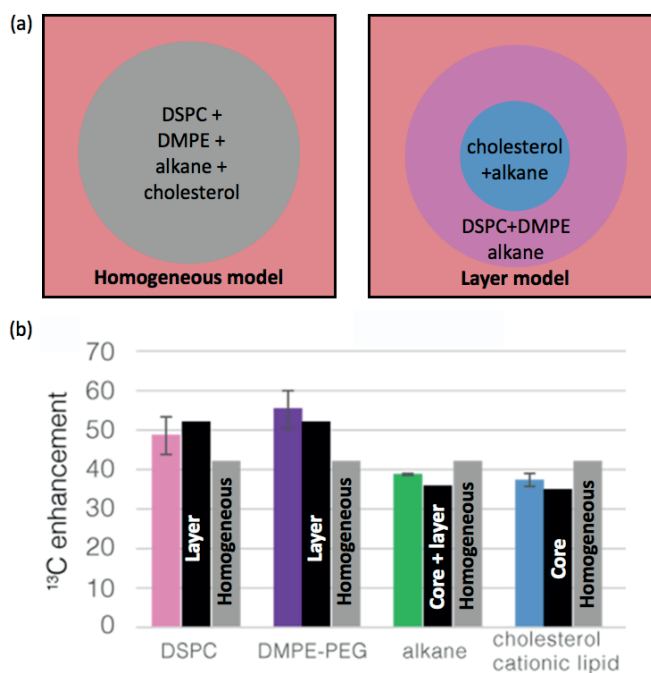 (a)
DSPC +
DMPE +
alkane +
cholesterol
Homogeneous model
cholesterol
+alkane
DSPC+DMPE
alkane
Layer model
(b)
¹³C enhancement
70
60
50
40
30
20
10
0
Layer
Homogeneous
Layer
Homogeneous
Core + layer
Homogeneous
Core
Homogeneous
DSPC
DMPE-PEG
alkane
cholesterol
cationic lipid